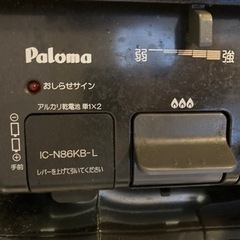 Paloma
弱 強
おしらせサイン
アルカリ乾電池 単1×2
手前
IC-N86KB-L
レバーを上げて引いてください